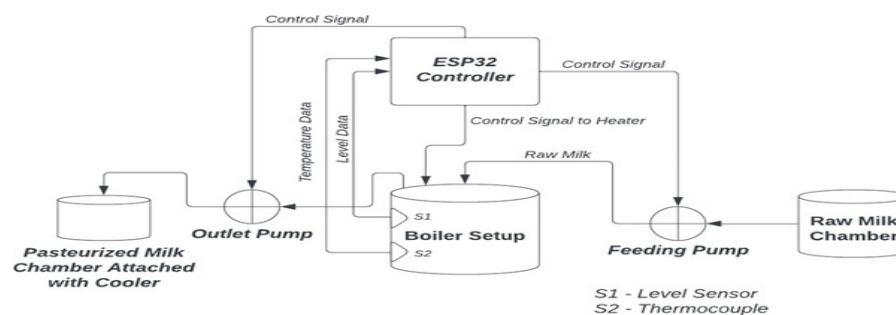 Control Signal
ESP32
Controller
Control Signal
Temperature Data
Level Data
Control Signal to Heater
Raw Milk
S1
Outlet Pump
Boiler Setup
S2
Raw Milk
Chamber
Feeding Pump
Pasteurized Milk
Chamber Attached
with Cooler
S1 - Level Sensor
S2 - Thermocouple